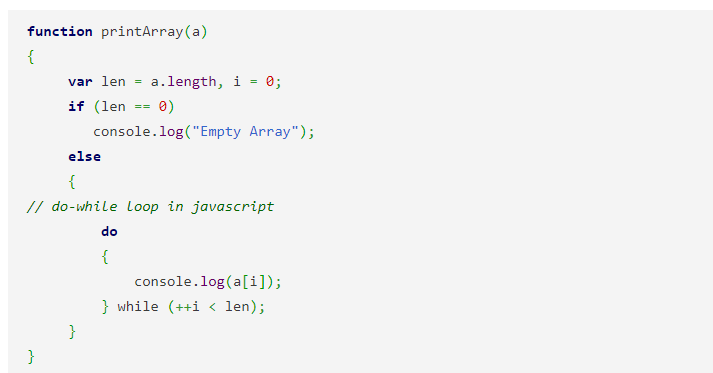 function printArray(a)
{
var len = a.length, i = 0;
if (len == 0)
console.log("Empty Array");
else
{
// do-while loop in javascript
do
{
console.log(a[i]);
} while (++i < len);
}
}